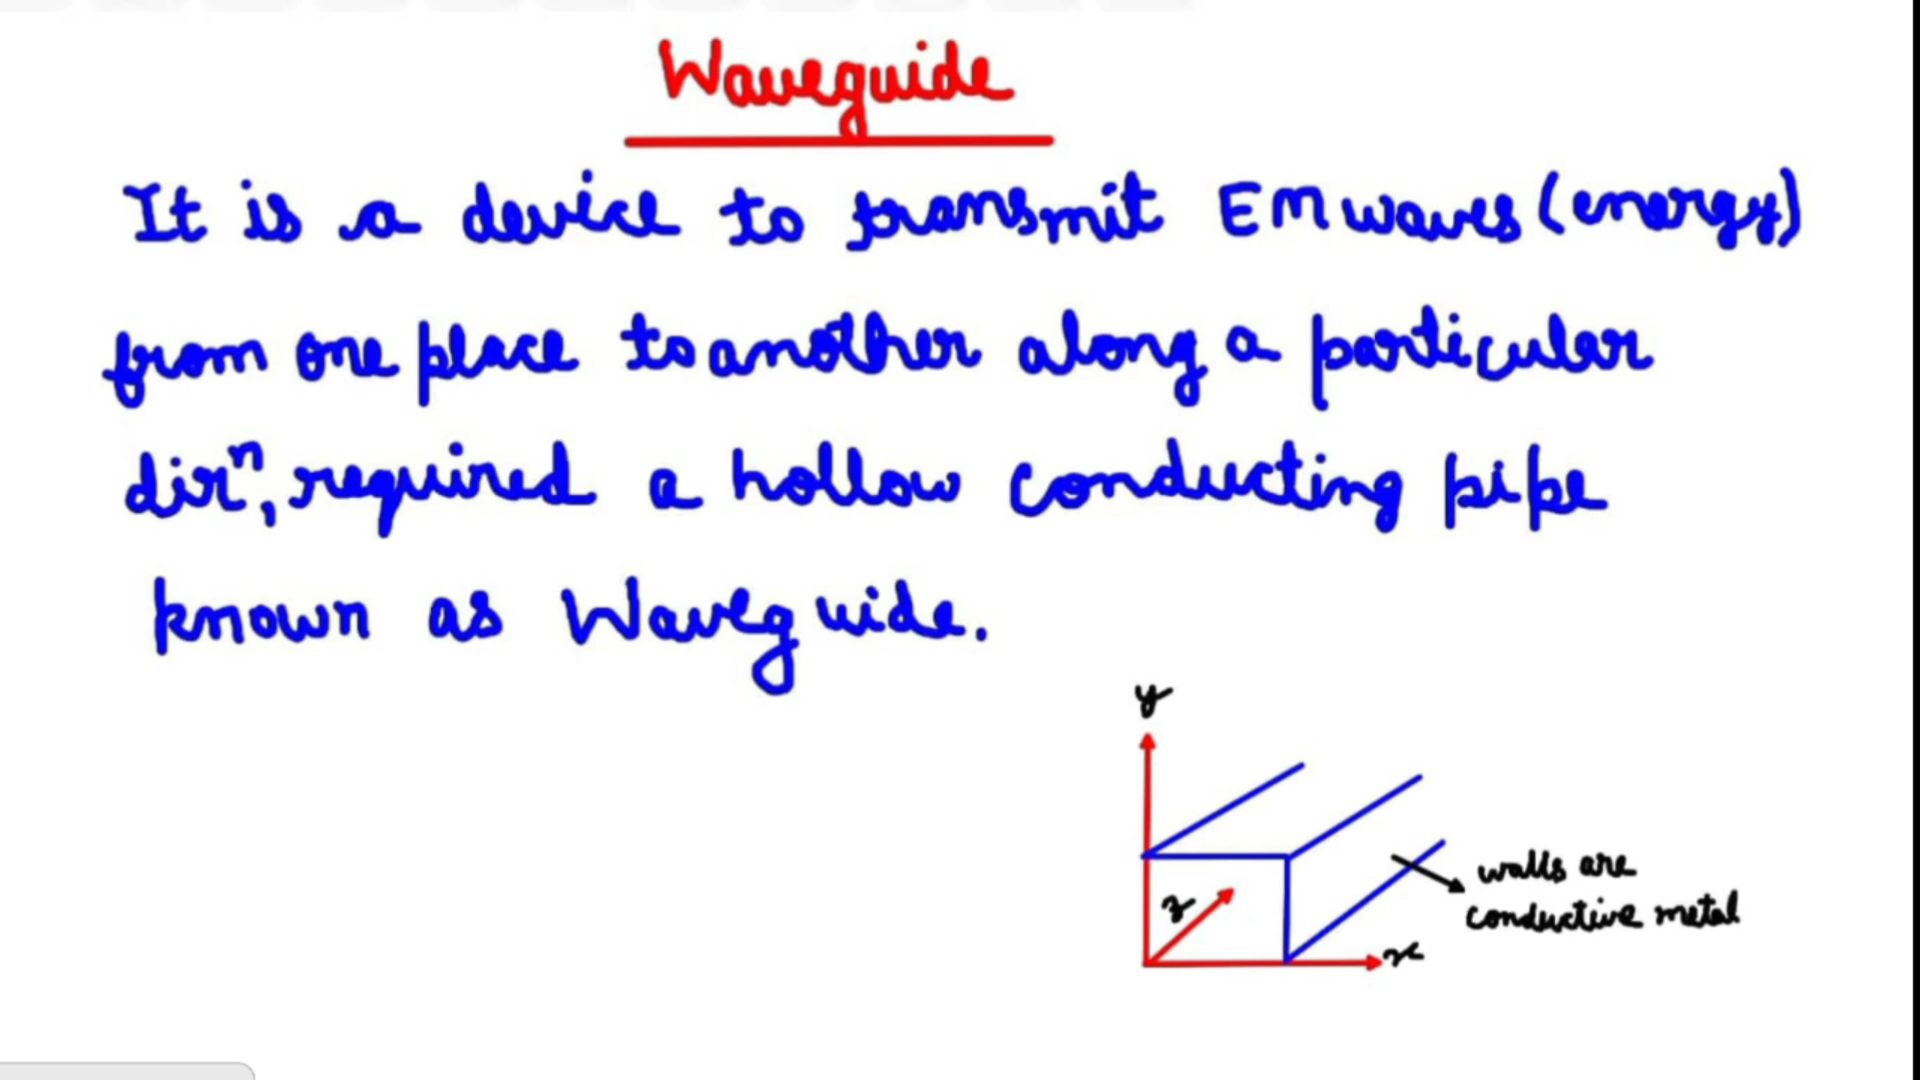 Waveguide
It is a device to transmit EM waves (energy)
from one place to another along a particular
dirⁿ, required a hollow conducting pipe
known as Waveguide.
y
z
walls are
conductive metal
x